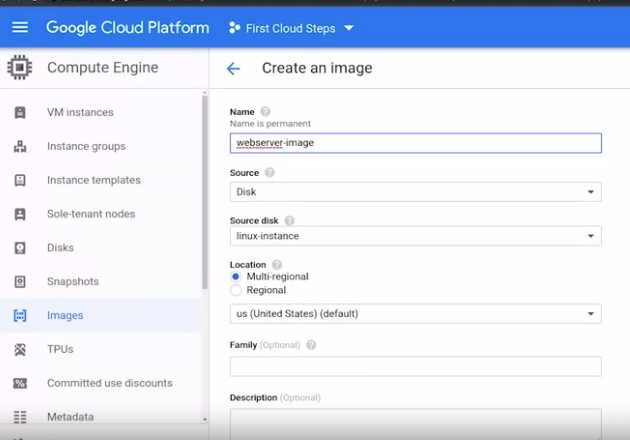 Google Cloud Platform First Cloud Steps
Compute Engine
Create an image
VM instances
Instance groups
Instance templates
Sole-tenant nodes
Disks
Snapshots
Images
TPUs
Committed use discounts
Metadata
Name
Name is permanent
webserver-image
Source
Disk
Source disk
linux-instance
Location
Multi-regional
Regional
us (United States) (default)
Family (Optional)
Description (Optional)